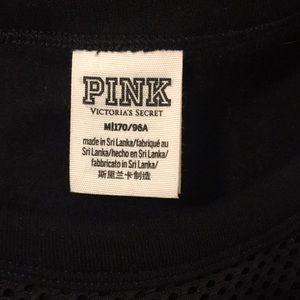 PINK
VICTORIA'S SECRET
M|170/96A
made in Sri Lanka/fabriqué au
Sri Lanka/hecho en Sri Lanka/
fabbricato in Sri Lanka/
斯里兰卡制造